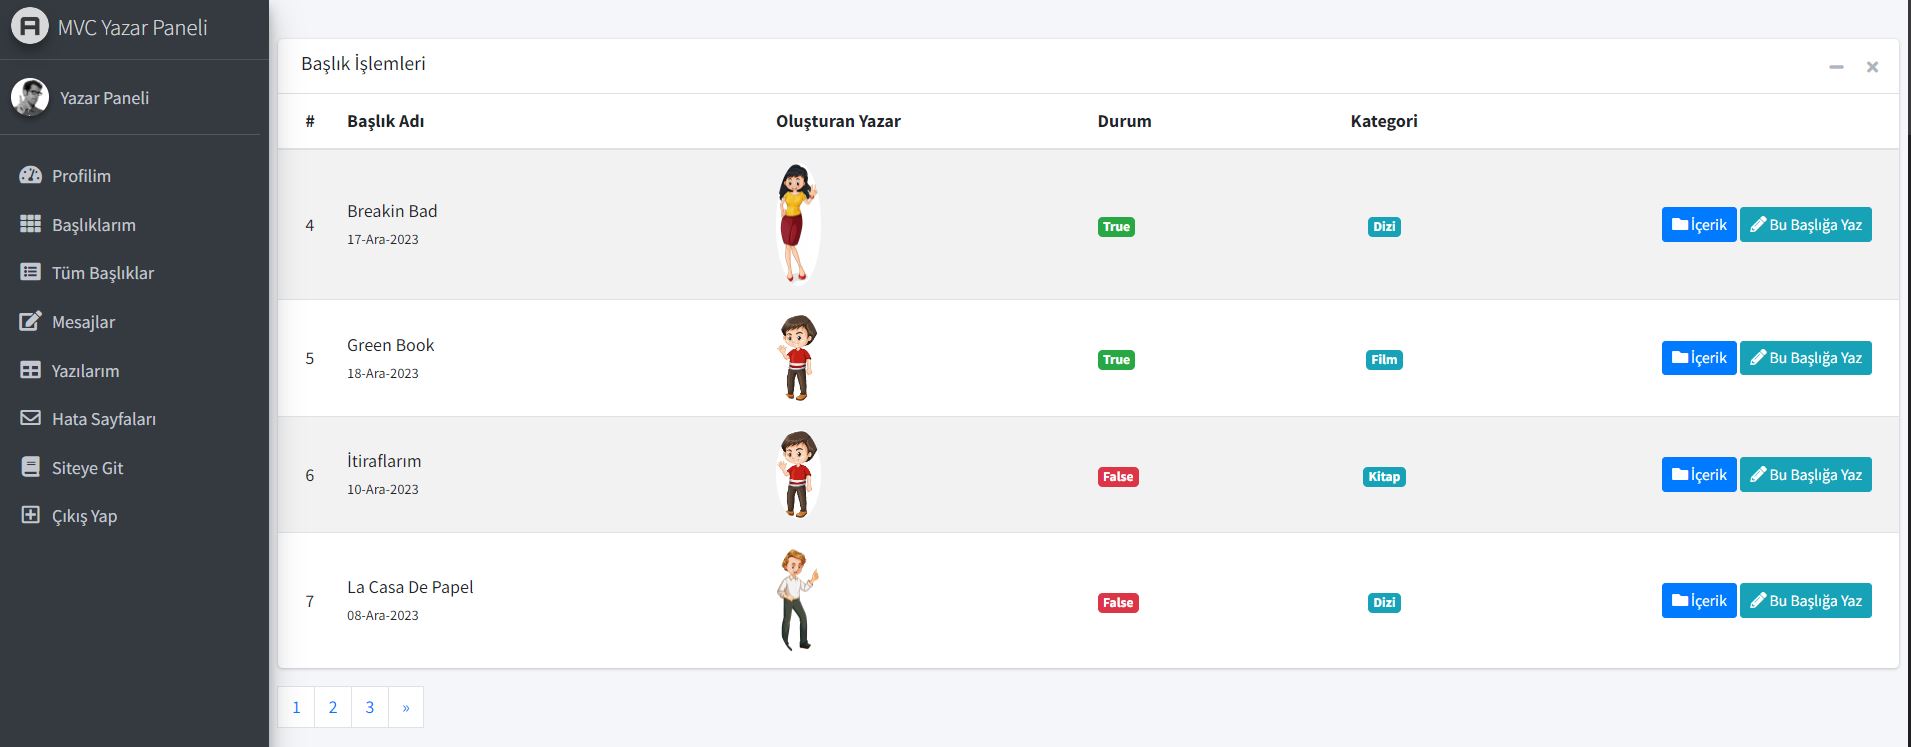 MVC Yazar Paneli
Yazar Paneli
Profilim
Başlıklarım
Tüm Başlıklar
Mesajlar
Yazılarım
Hata Sayfaları
Siteye Git
Çıkış Yap
Başlık İşlemleri
# Başlık Adı Oluşturan Yazar Durum Kategori
4 Breakin Bad True Dizi İçerik Bu Başlığa Yaz
17-Ara-2023
5 Green Book True Film İçerik Bu Başlığa Yaz
18-Ara-2023
6 İtiraflarım False Kitap İçerik Bu Başlığa Yaz
10-Ara-2023
7 La Casa De Papel False Dizi İçerik Bu Başlığa Yaz
08-Ara-2023
1 2 3 »